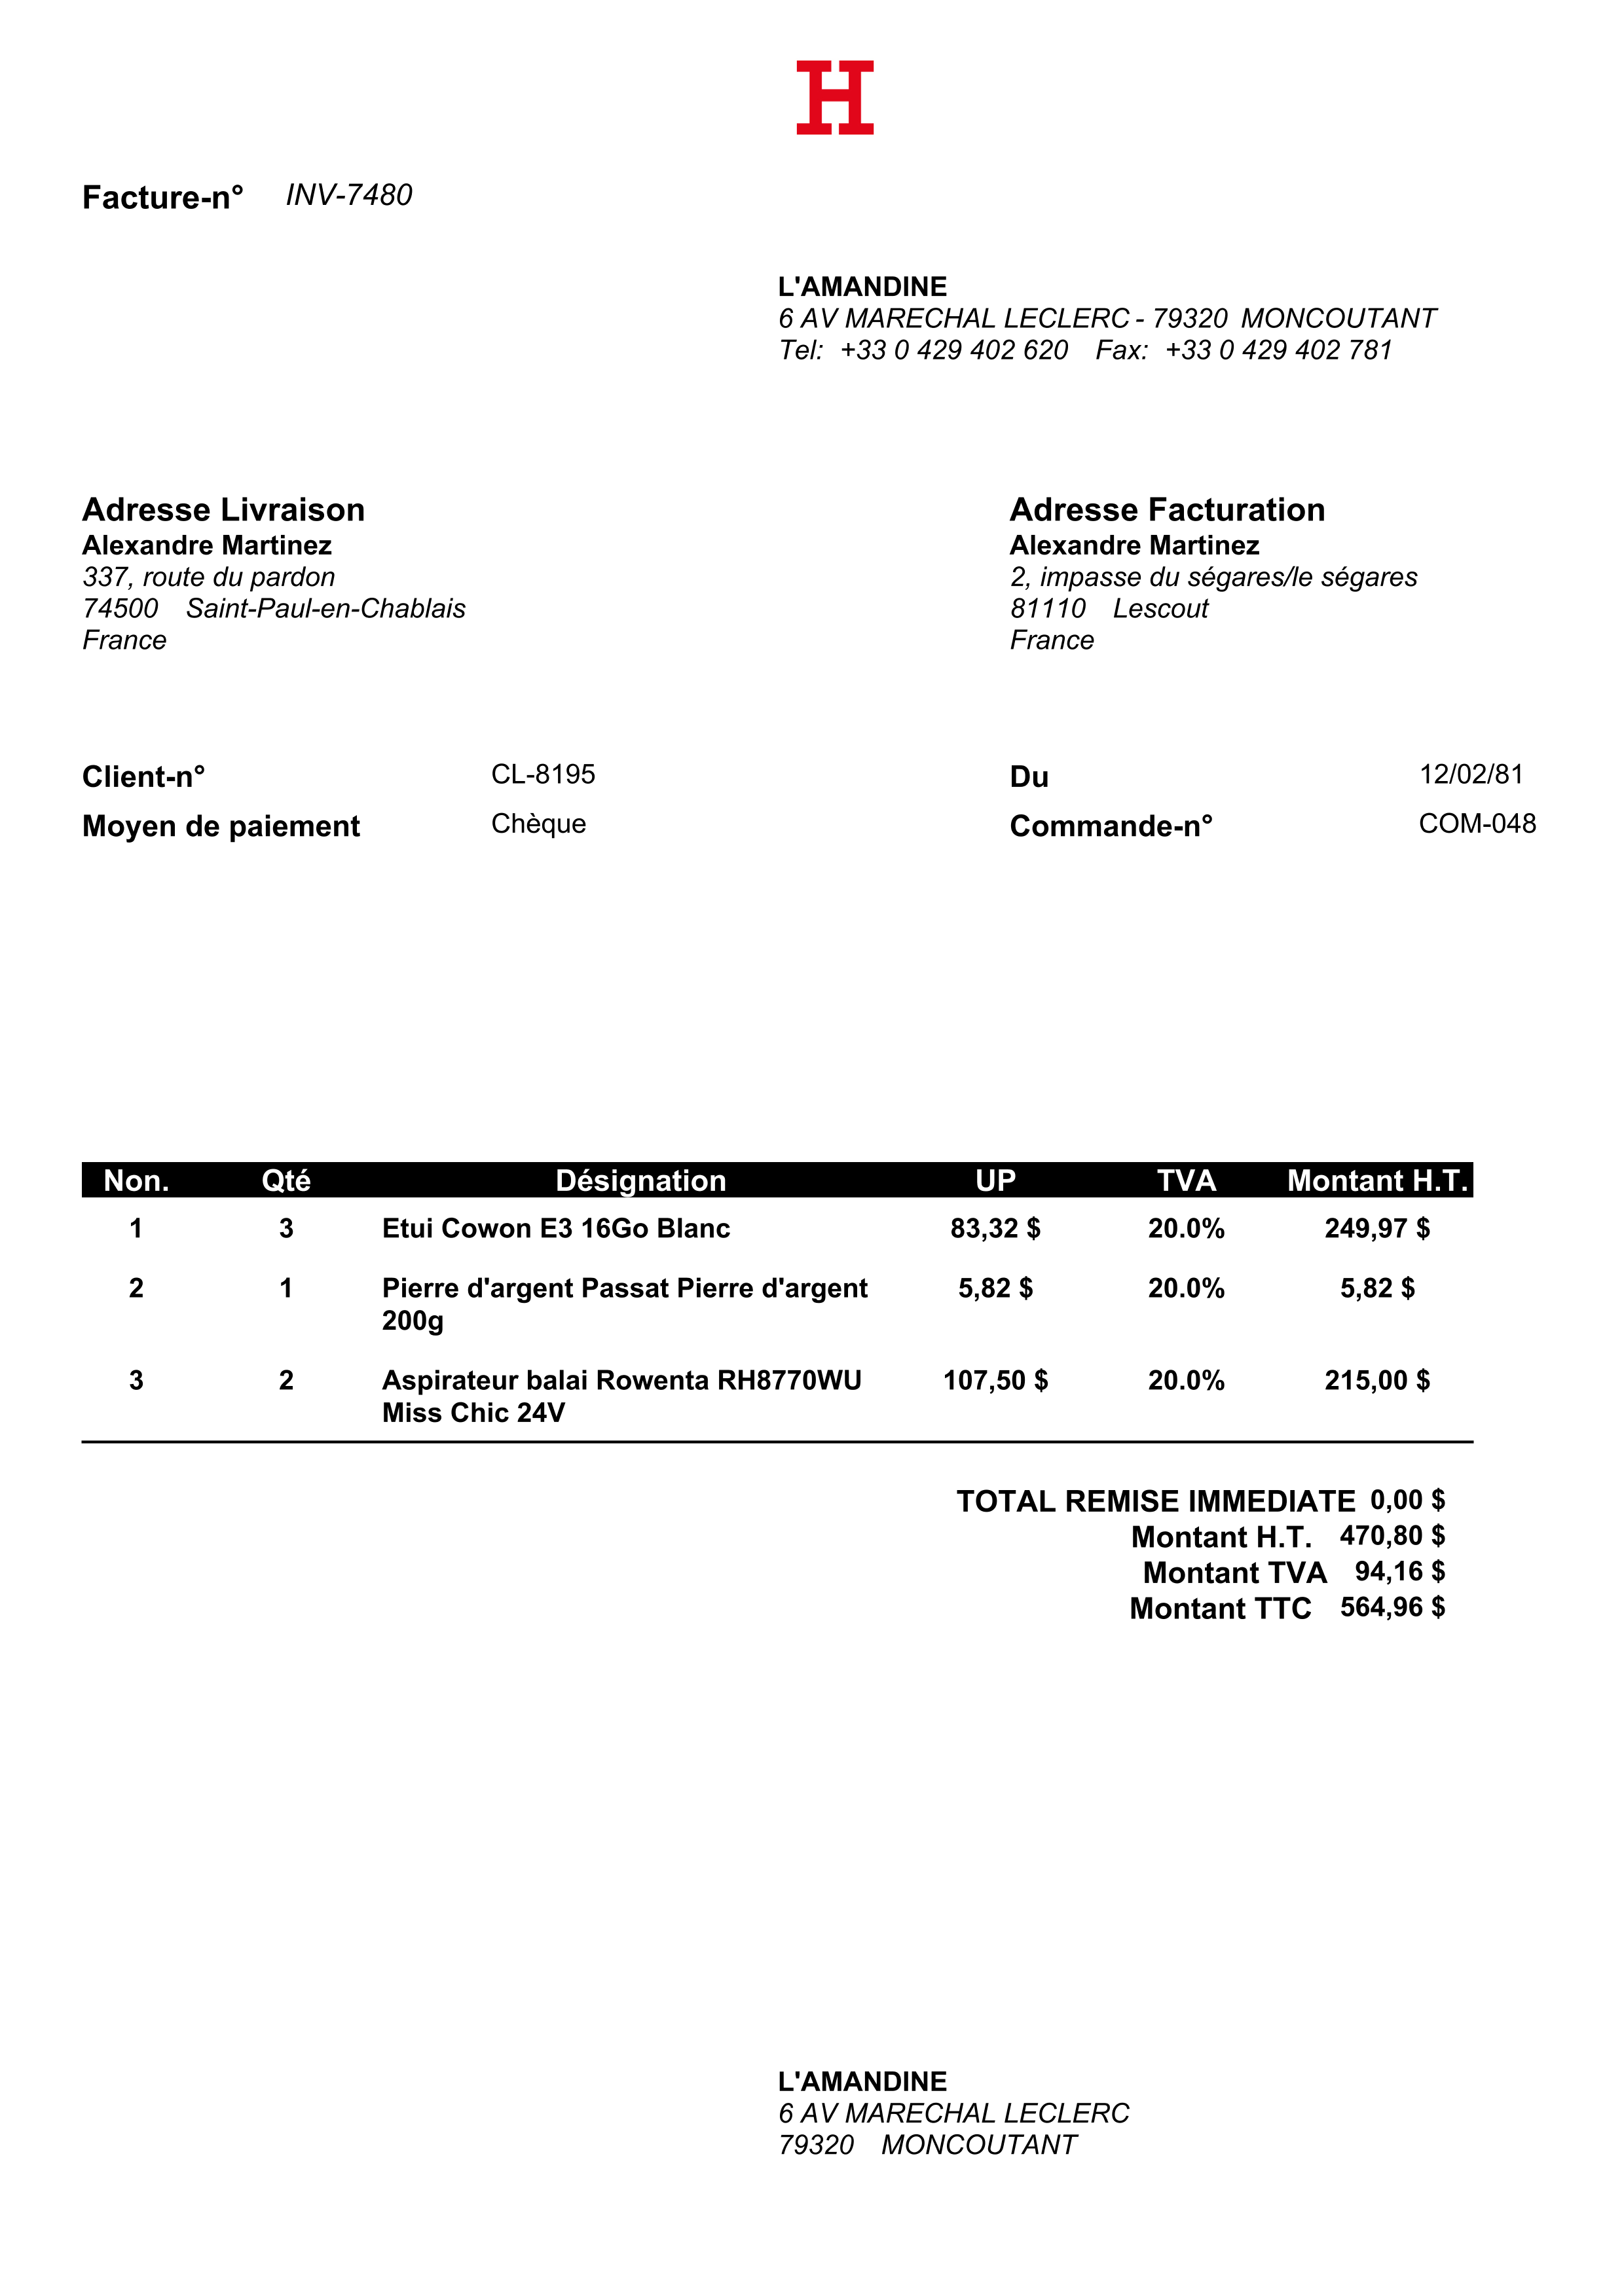 H
Facture-n° INV-7480
L'AMANDINE
6 AV MARECHAL LECLERC - 79320 MONCOUTANT
Tel: +33 0 429 402 620 Fax: +33 0 429 402 781
Adresse Livraison
Alexandre Martinez
337, route du pardon
74500 Saint-Paul-en-Chablais
France
Adresse Facturation
Alexandre Martinez
2, impasse du ségares/le ségares
81110 Lescout
France
Client-n° CL-8195
Moyen de paiement Chèque
Du 12/02/81
Commande-n° COM-048
Non. Qté Désignation UP TVA Montant H.T.
1 3 Etui Cowon E3 16Go Blanc 83,32 $ 20.0% 249,97 $
2 1 Pierre d'argent Passat Pierre d'argent 5,82 $ 20.0% 5,82 $
200g
3 2 Aspirateur balai Rowenta RH8770WU 107,50 $ 20.0% 215,00 $
Miss Chic 24V
TOTAL REMISE IMMEDIATE 0,00 $
Montant H.T. 470,80 $
Montant TVA 94,16 $
Montant TTC 564,96 $
L'AMANDINE
6 AV MARECHAL LECLERC
79320 MONCOUTANT